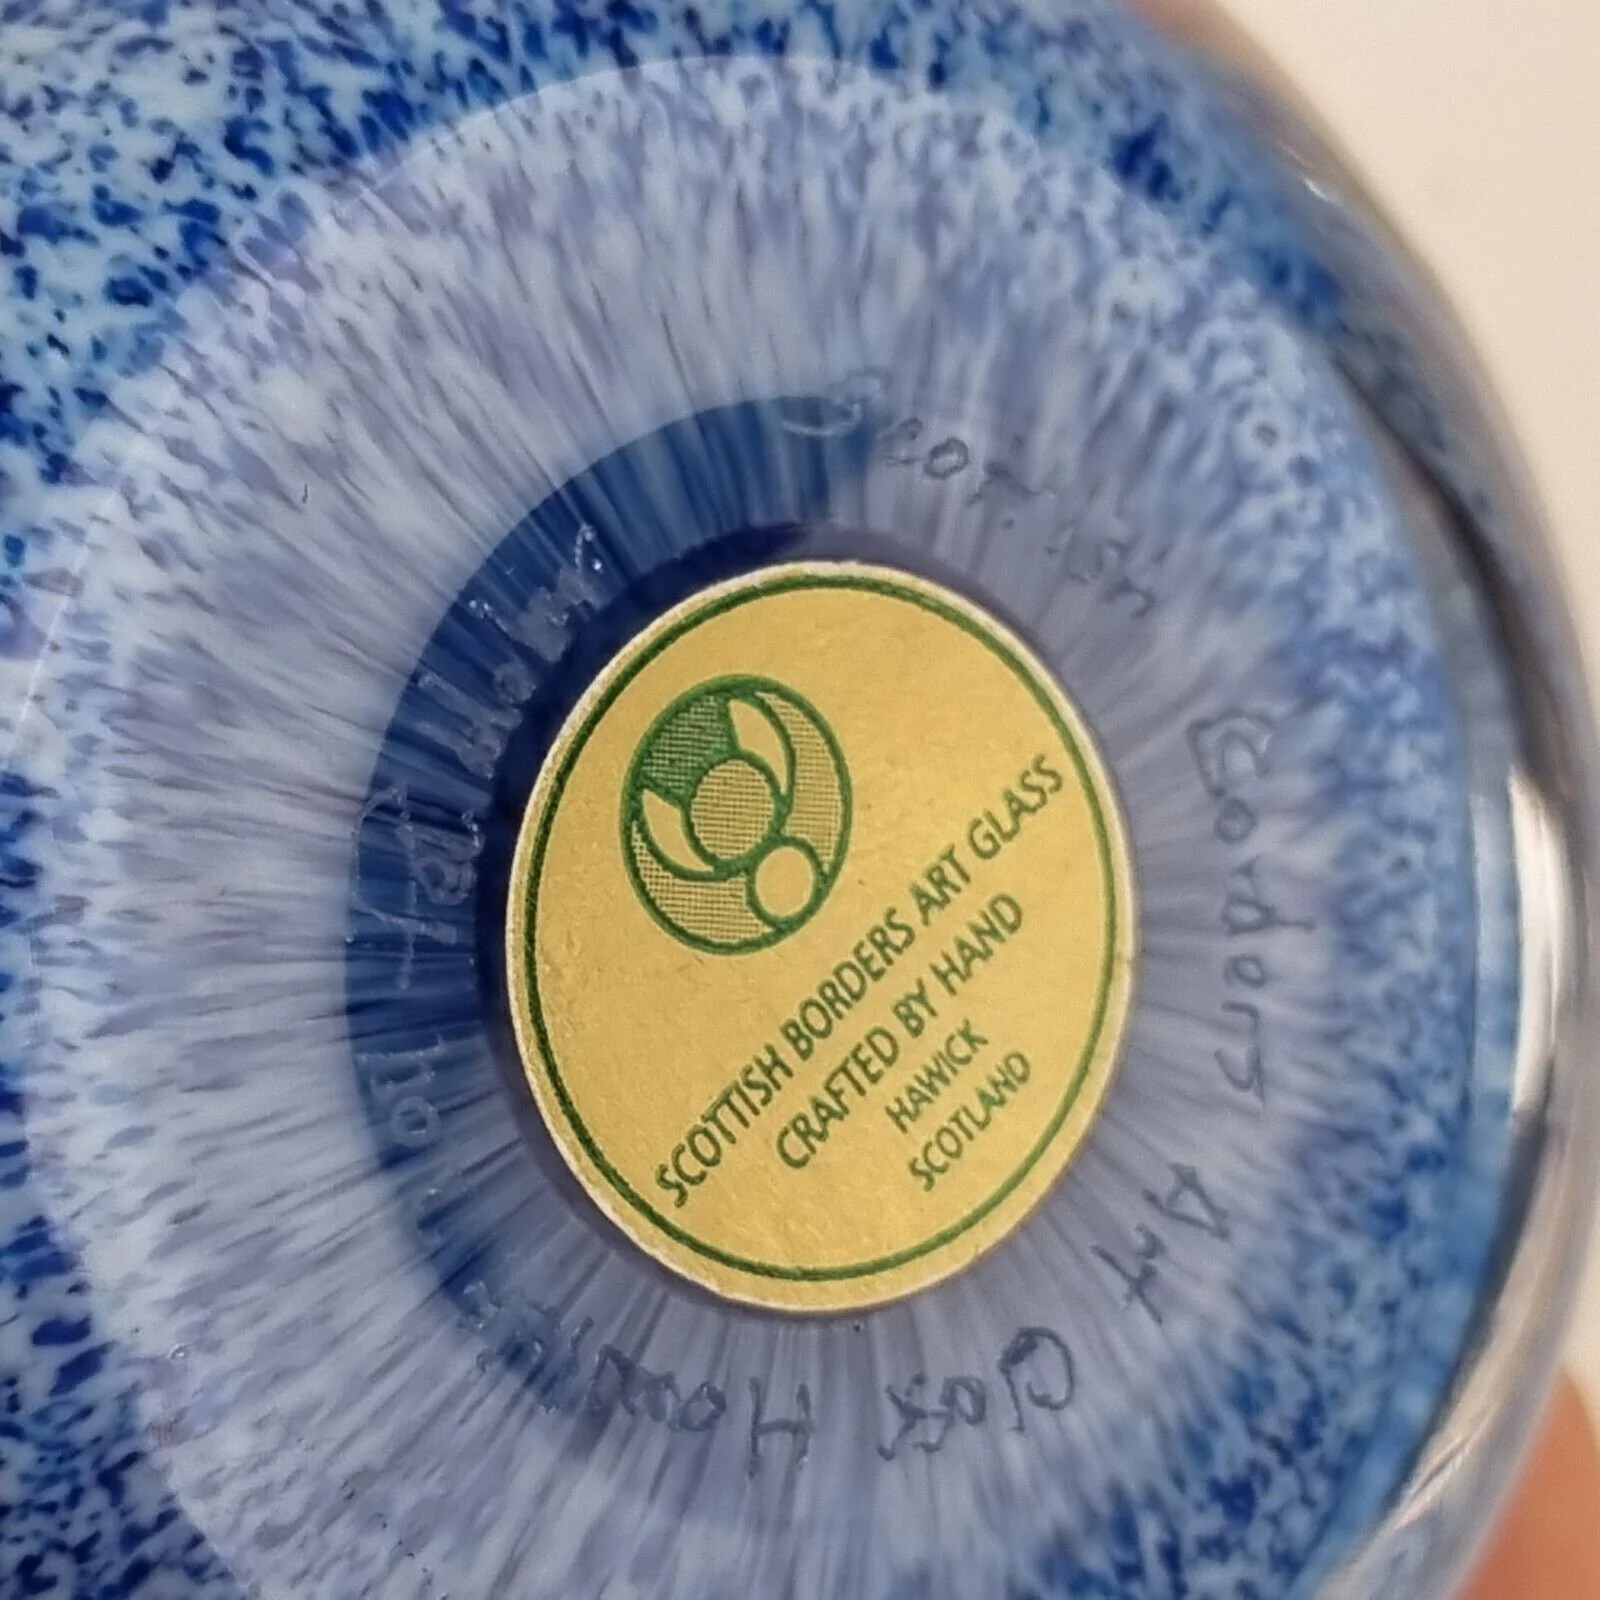 SCOTTISH BORDERS ART GLASS
CRAFTED BY HAND
HAWICK
SCOTLAND
Scottish Borders Art Glass Hawick